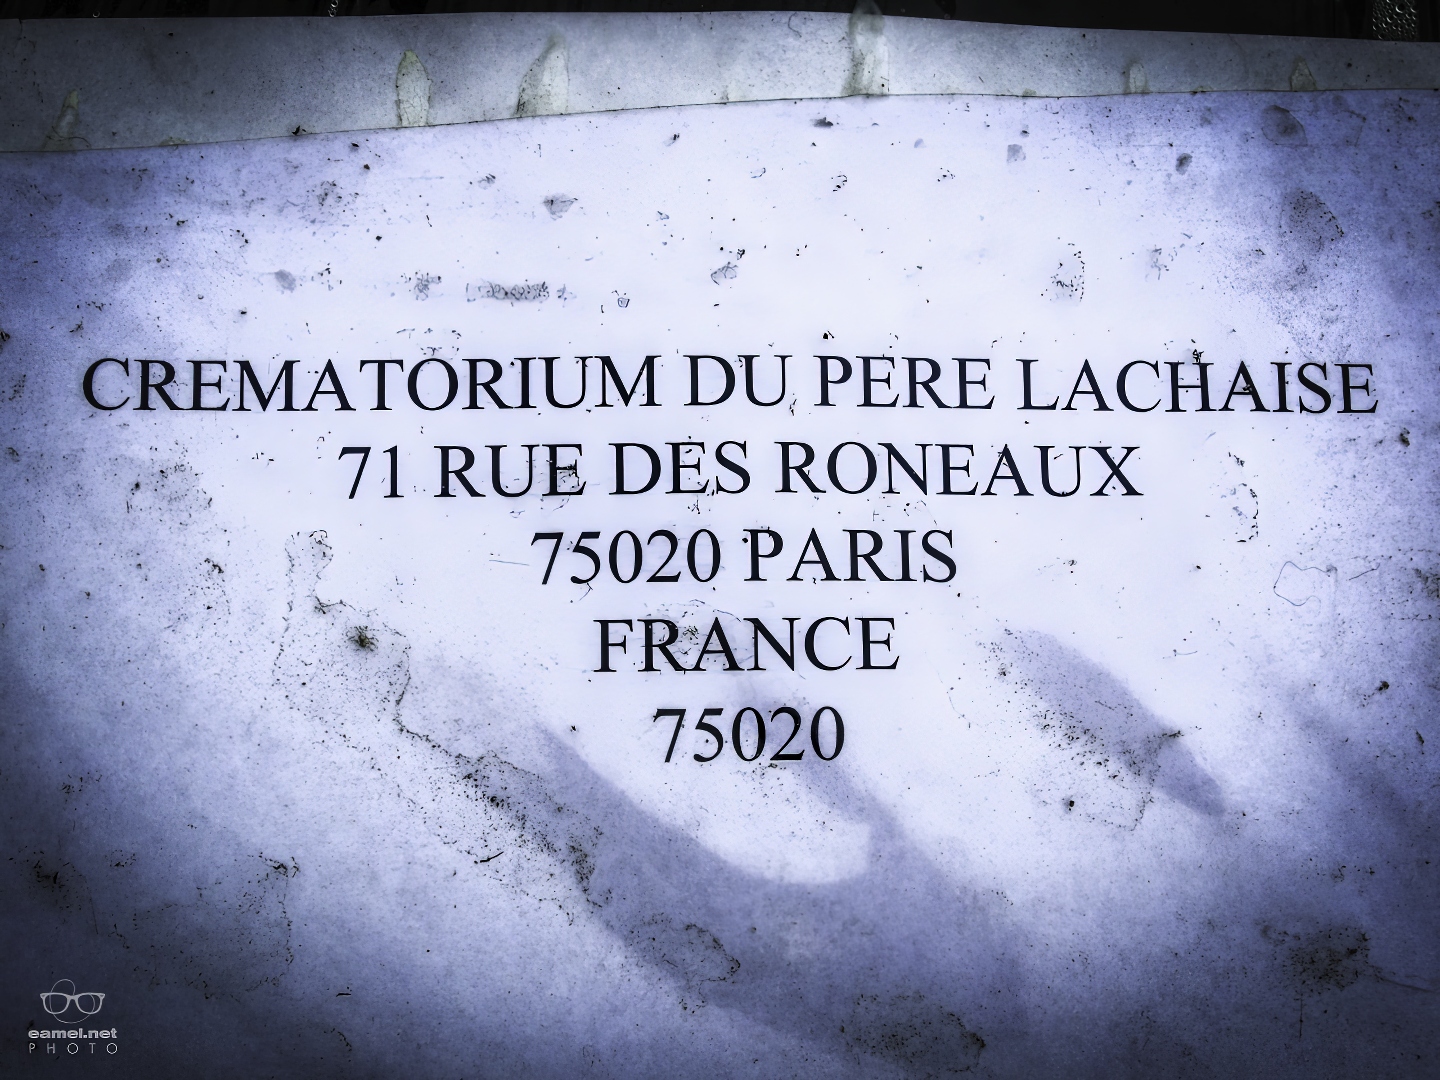 CREMATORIUM DU PERE LACHAISE
71 RUE DES RONEAUX
75020 PARIS
FRANCE
75020
eamel.net
PHOTO